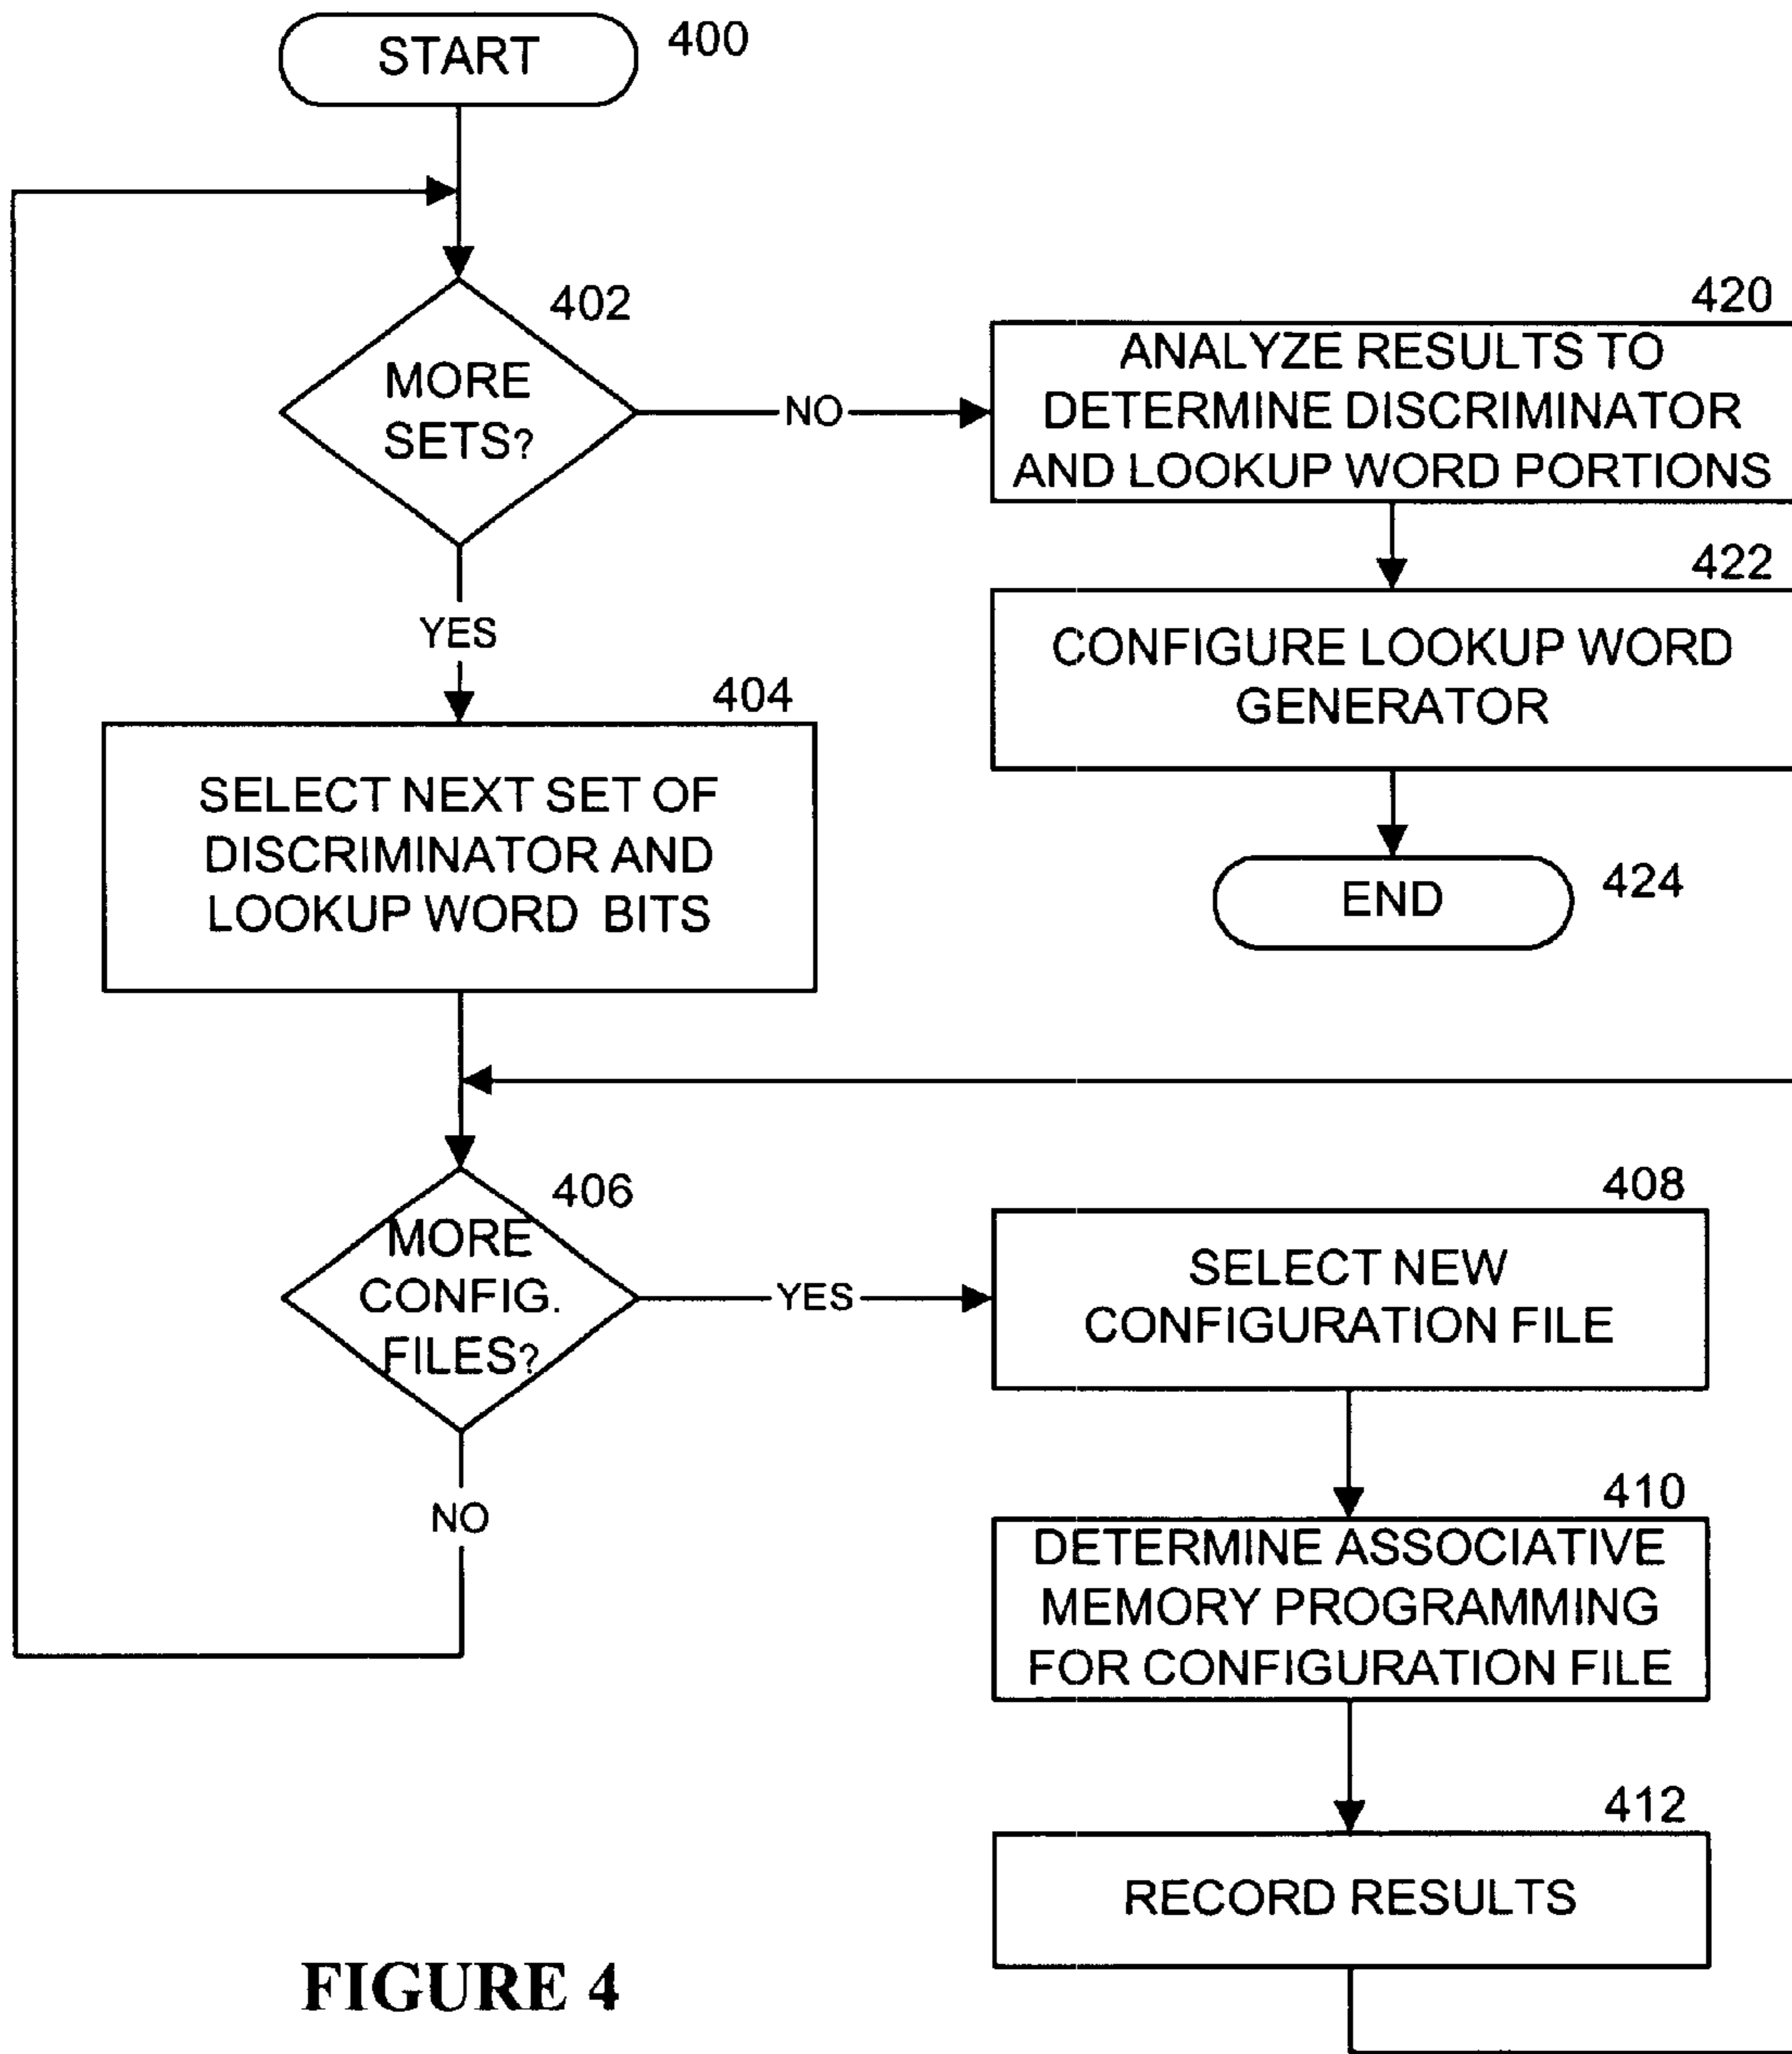 START
400
402
MORE
SETS?
NO
420
ANALYZE RESULTS TO
DETERMINE DISCRIMINATOR
AND LOOKUP WORD PORTIONS
422
CONFIGURE LOOKUP WORD
GENERATOR
END
424
YES
404
SELECT NEXT SET OF
DISCRIMINATOR AND
LOOKUP WORD BITS
406
MORE
CONFIG.
FILES?
YES
NO
408
SELECT NEW
CONFIGURATION FILE
410
DETERMINE ASSOCIATIVE
MEMORY PROGRAMMING
FOR CONFIGURATION FILE
412
RECORD RESULTS
FIGURE 4